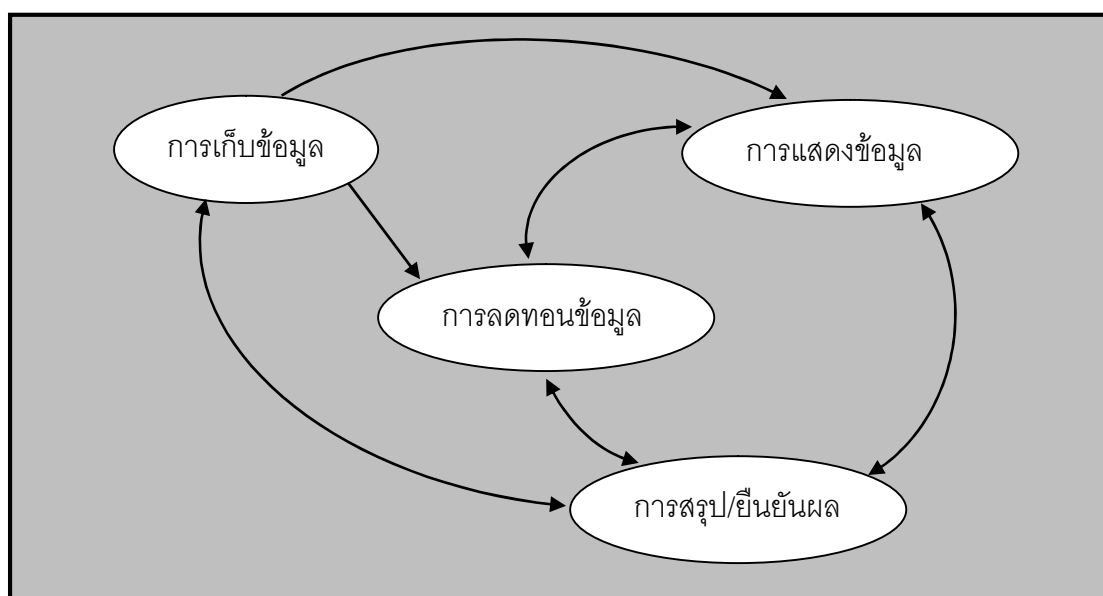 การเก็บข้อมูล
การแสดงข้อมูล
การลดทอนข้อมูล
การสรุป/ยืนยันผล